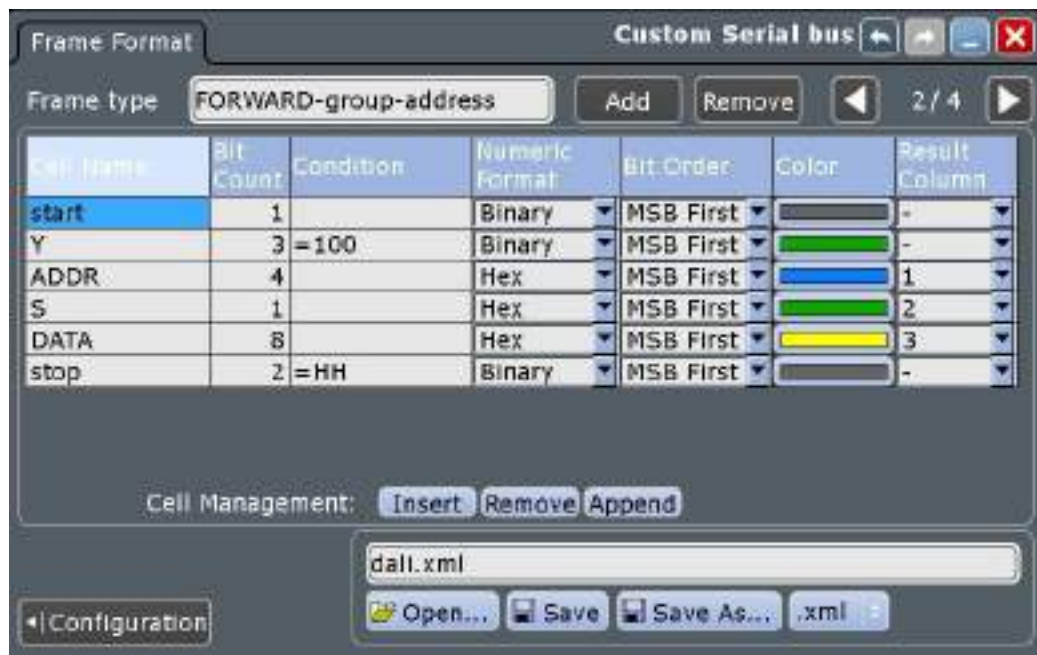 Frame Format
Custom Serial bus
Frame type FORWARD-group-address Add Remove 2/4
Cell Name Bit Count Condition Numeric Format Bit Order Color Result Column
start 1 Binary MSB First -
Y 3 =100 Binary MSB First -
ADDR 4 Hex MSB First 1
S 1 Hex MSB First 2
DATA 8 Hex MSB First 3
stop 2 =HH Binary MSB First -
Cell Management: Insert Remove Append
dali.xml
Configuration Open... Save Save As... .xml